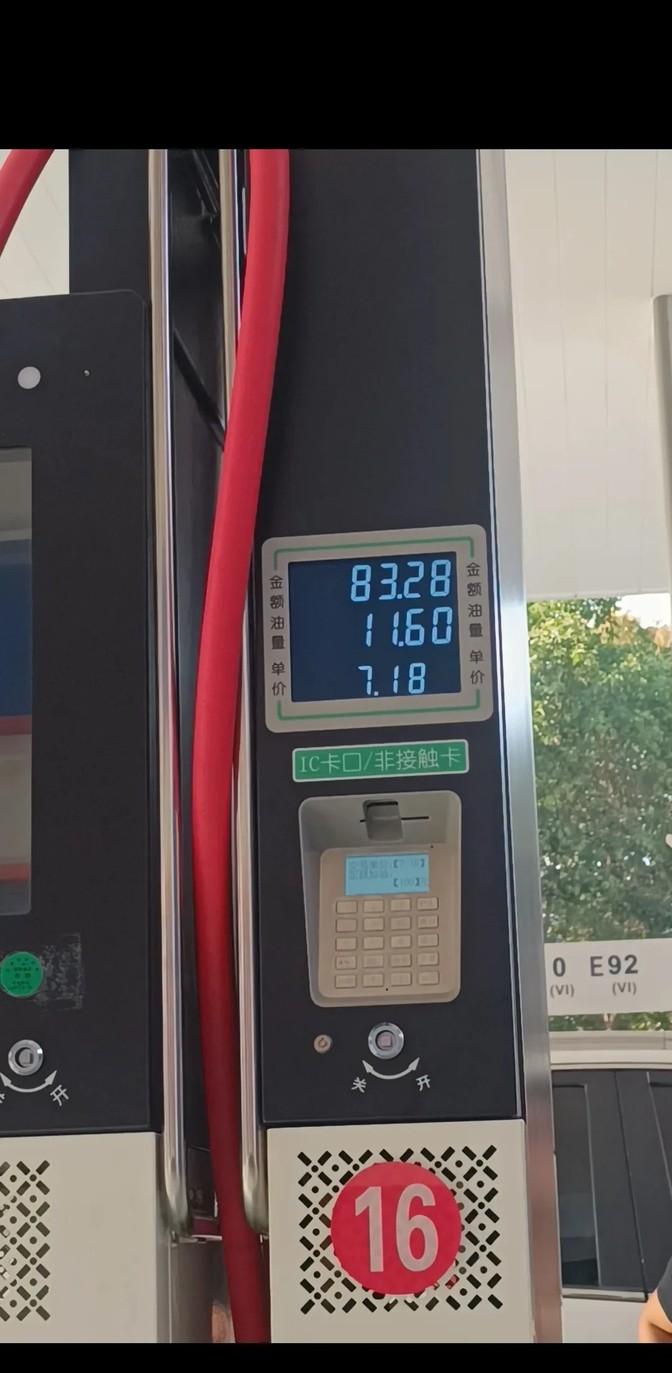 金额 83.28 金额
油量 11.60 油量
单价 7.18 单价
IC卡口/非接触卡
0 E92
(VI) (VI)
关 开
开
16